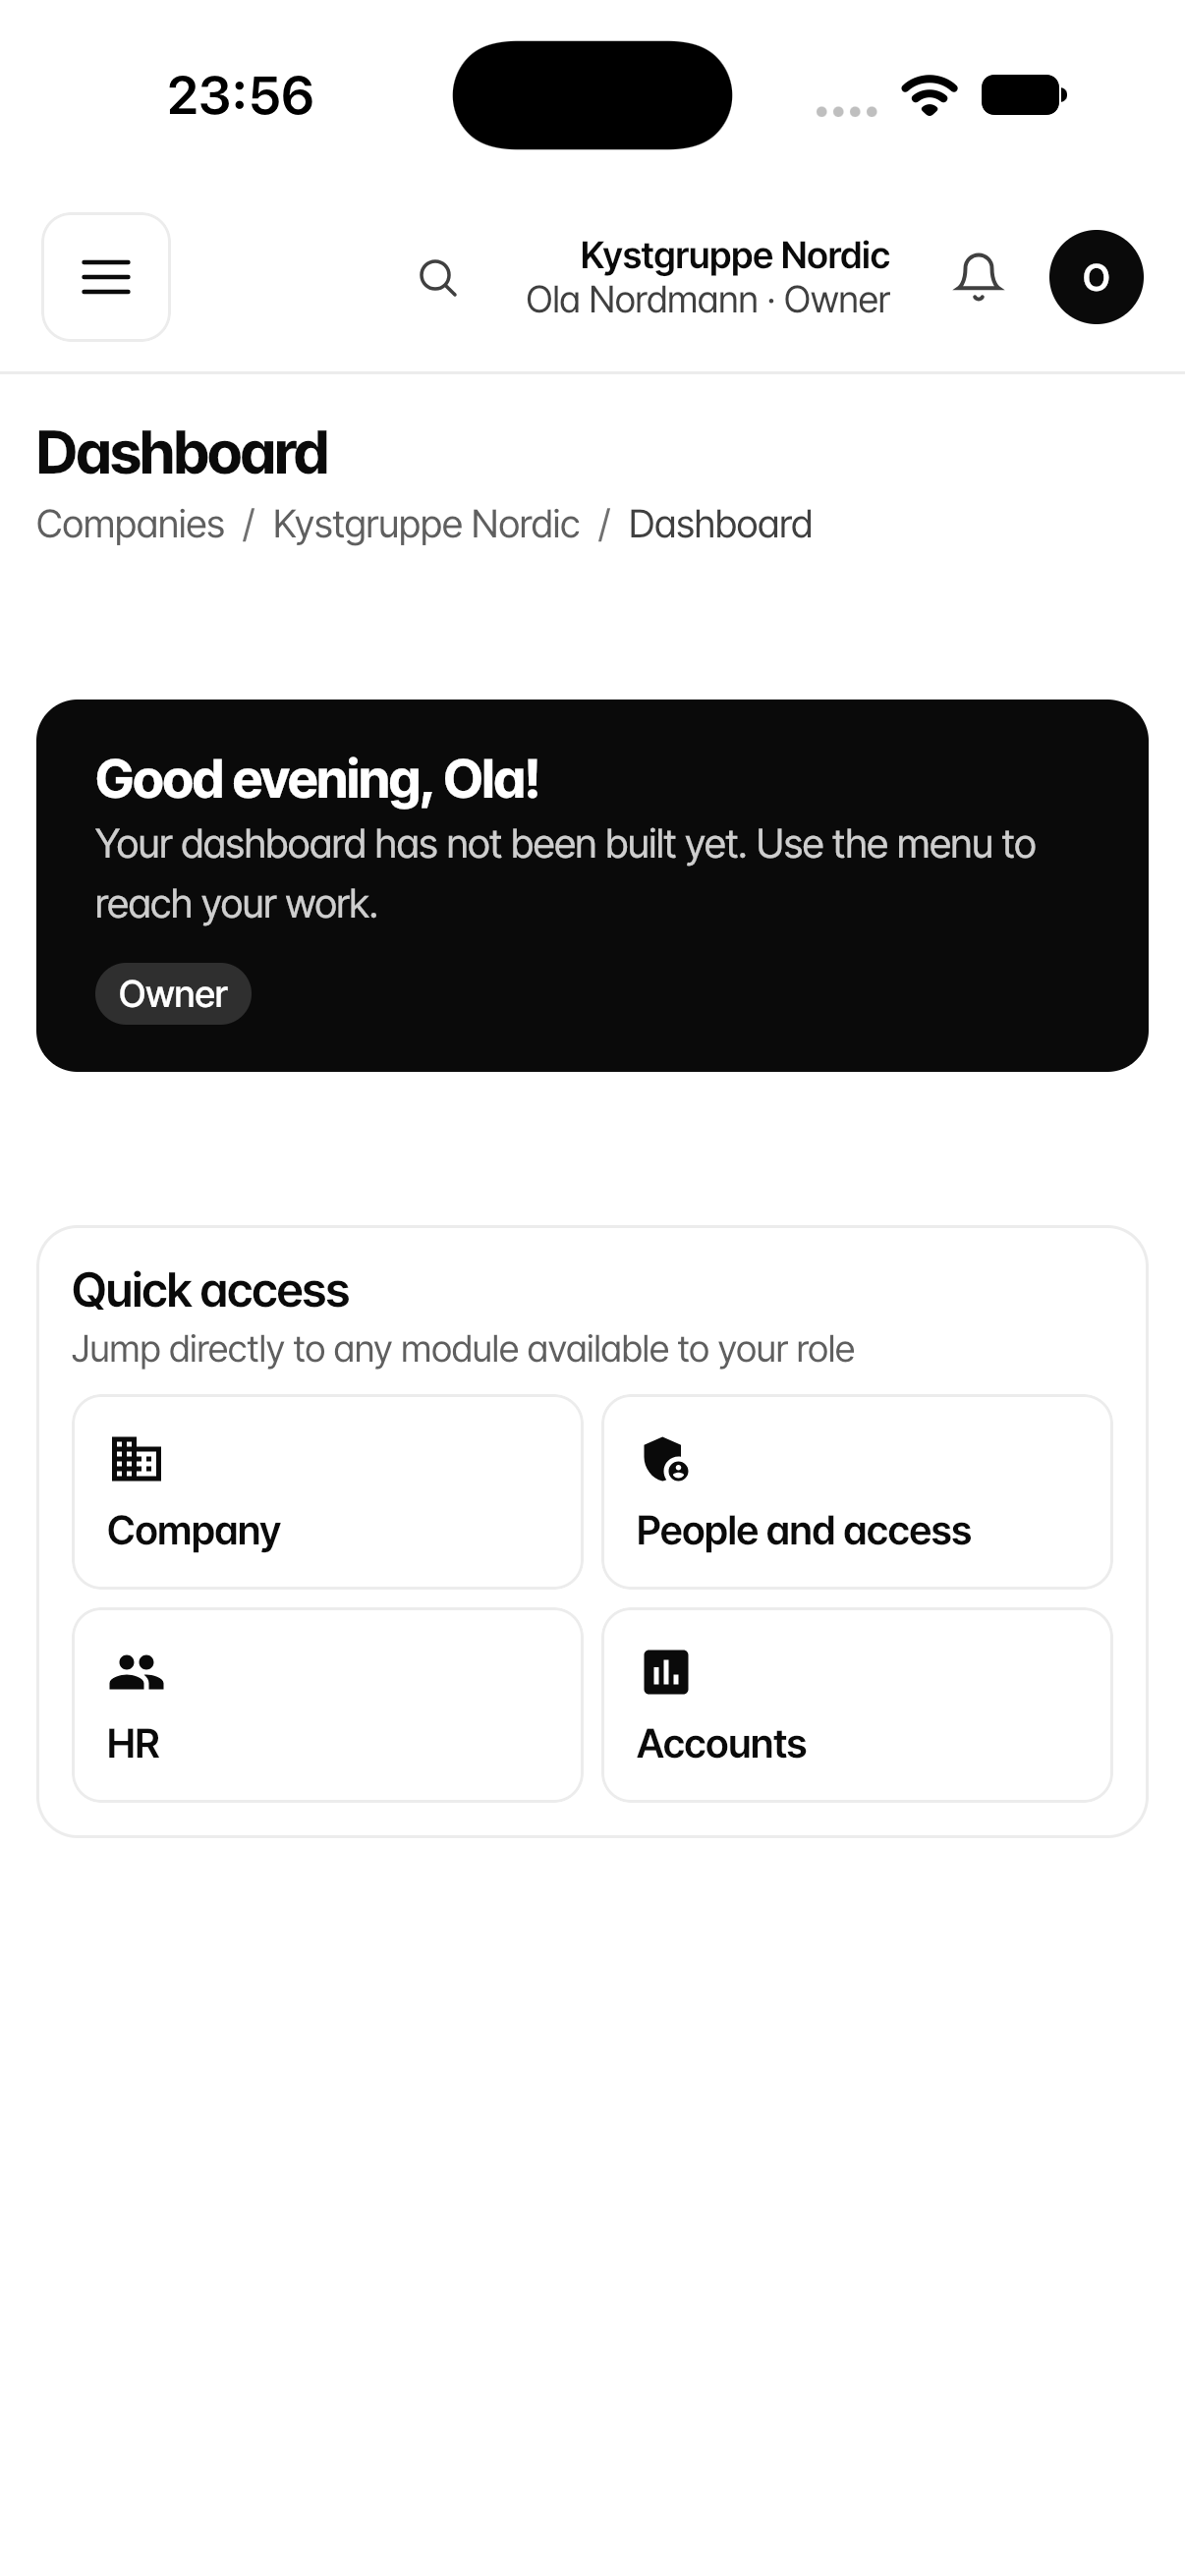 23:56
Kystgruppe Nordic
Ola Nordmann · Owner
O
Dashboard
Companies / Kystgruppe Nordic / Dashboard
Good evening, Ola!
Your dashboard has not been built yet. Use the menu to
reach your work.
Owner
Quick access
Jump directly to any module available to your role
Company
People and access
HR
Accounts